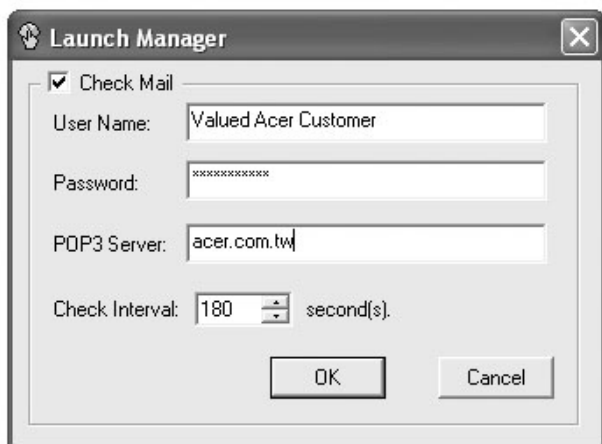 Launch Manager
Check Mail
User Name: Valued Acer Customer
Password: xxxxxxxxxxx
POP3 Server: acer.com.tw
Check Interval: 180 second(s).
OK Cancel